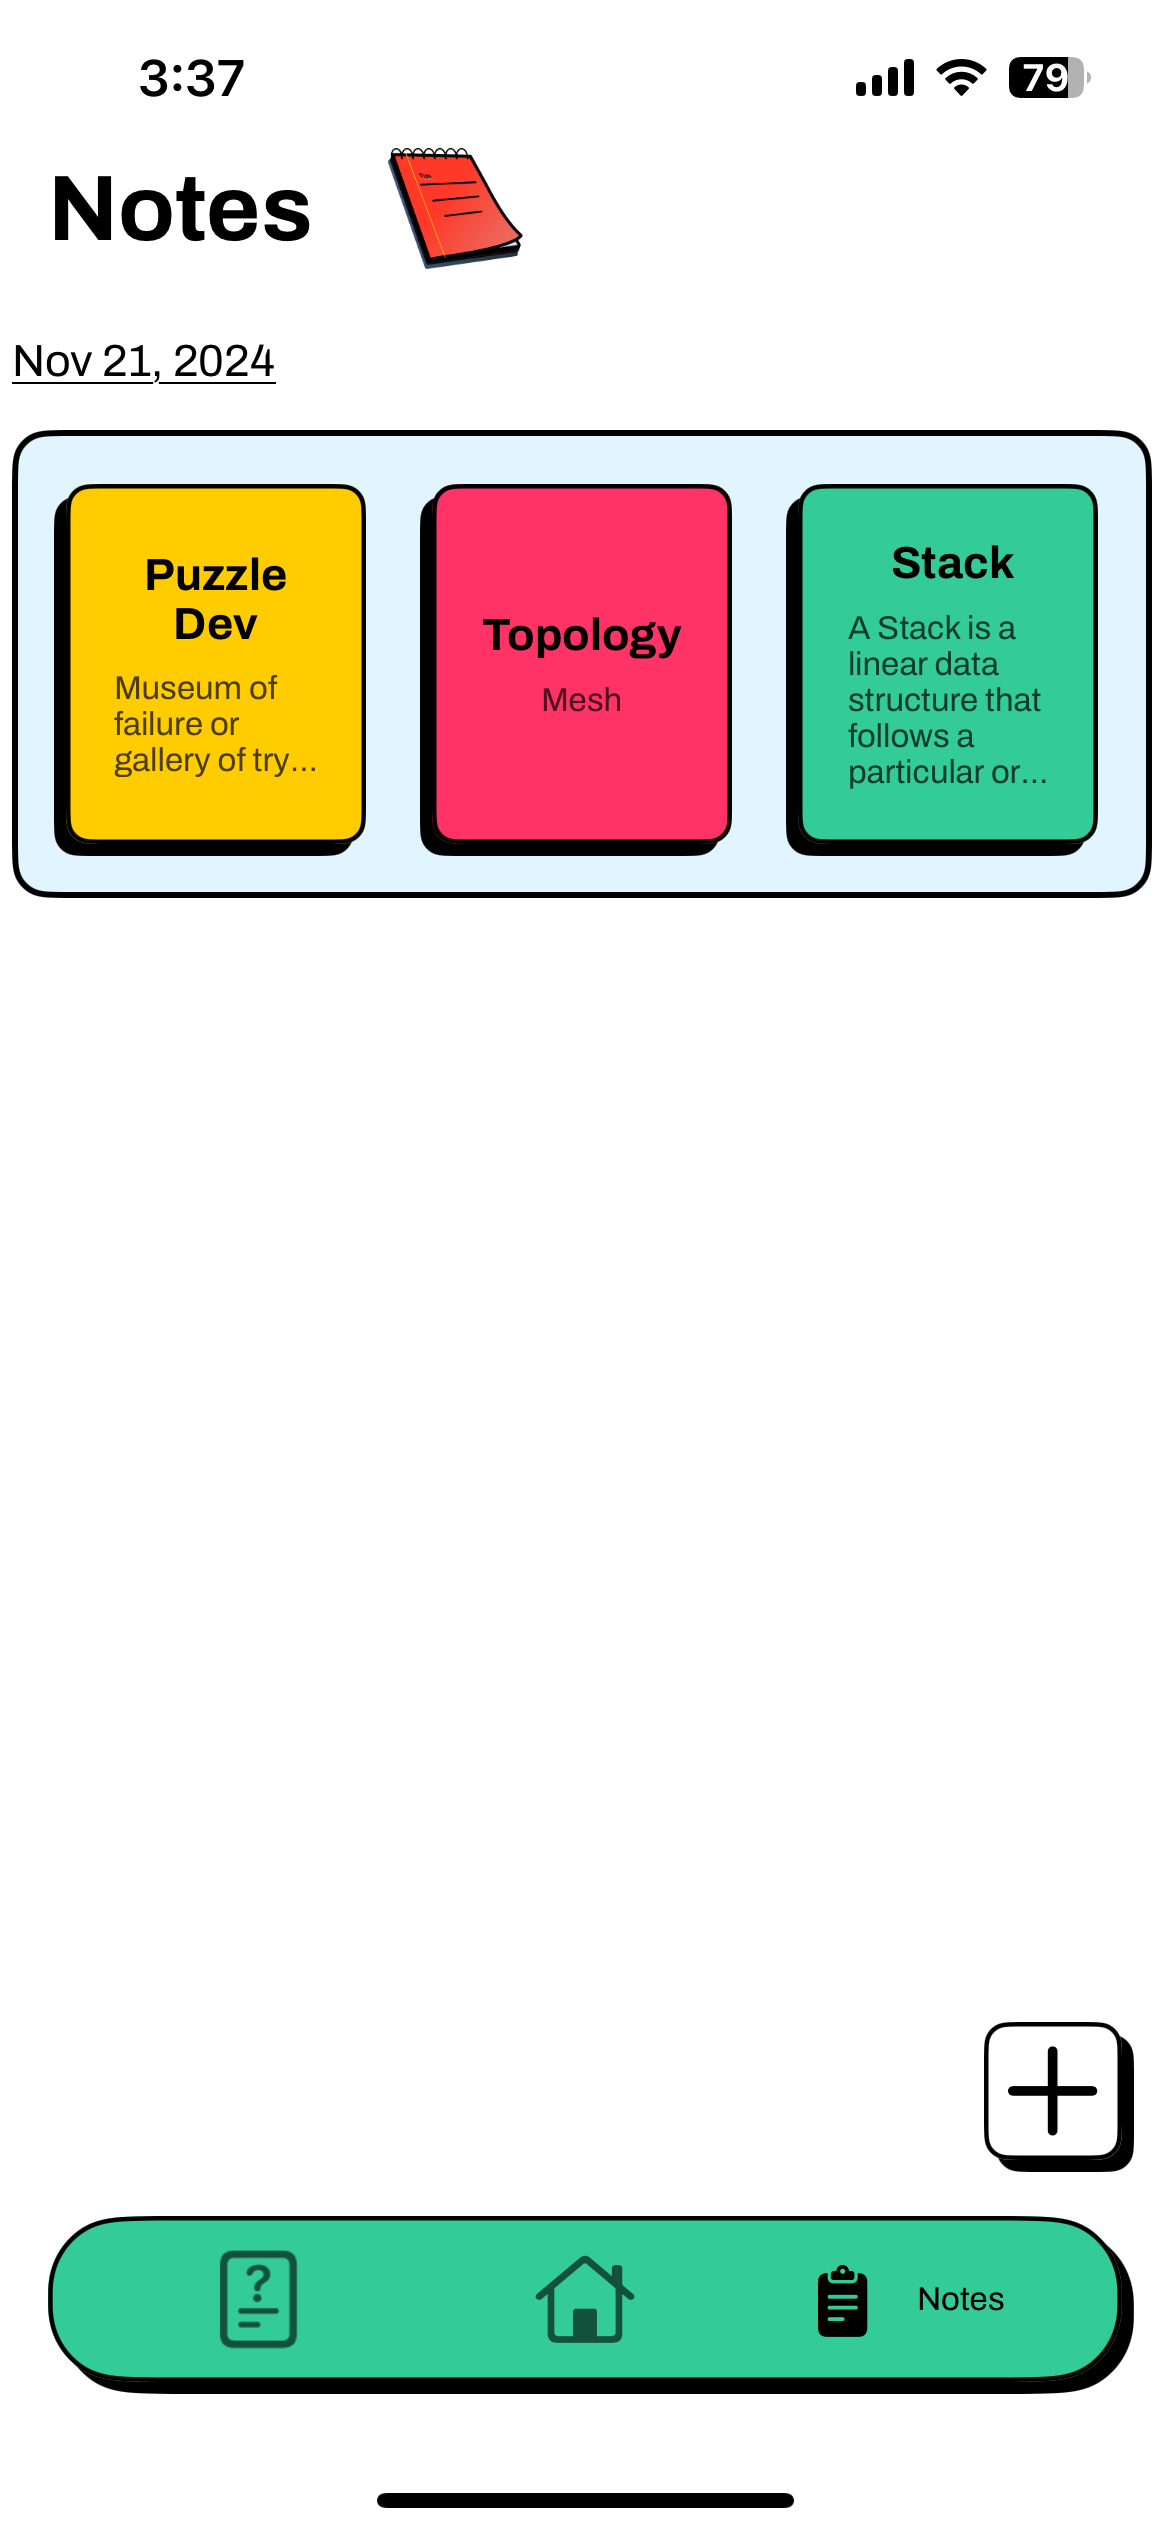 3:37
79
Notes
Tips
Nov 21, 2024
Puzzle
Dev
Museum of
failure or
gallery of try...
Topology
Mesh
Stack
A Stack is a
linear data
structure that
follows a
particular or...
Notes